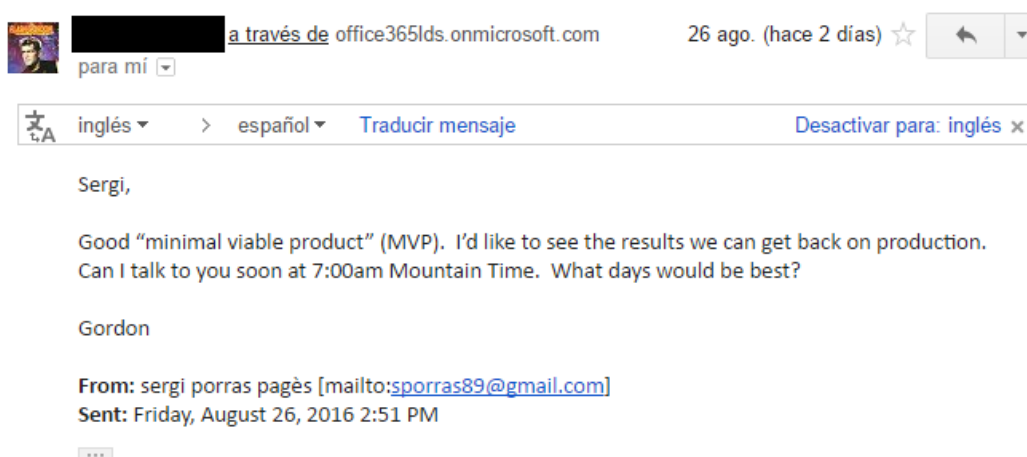 a través de office365lds.onmicrosoft.com 26 ago. (hace 2 días)
para mí
inglés > español Traducir mensaje Desactivar para: inglés x
Sergi,
Good “minimal viable product” (MVP). I’d like to see the results we can get back on production.
Can I talk to you soon at 7:00am Mountain Time. What days would be best?
Gordon
From: sergi porras pagès [mailto:sporras89@gmail.com]
Sent: Friday, August 26, 2016 2:51 PM
...